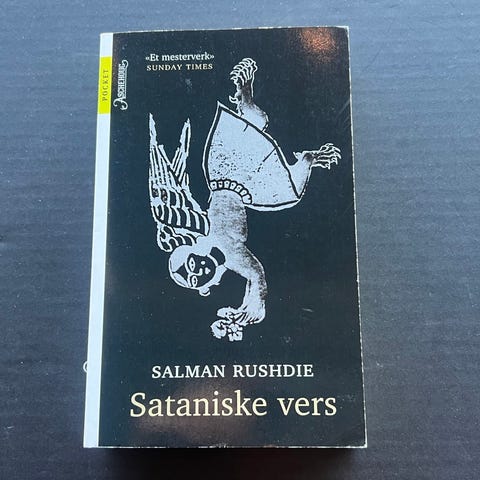 POCKET
ASCHEHOUG
«Et mesterverk»
SUNDAY TIMES
SALMAN RUSHDIE
Sataniske vers